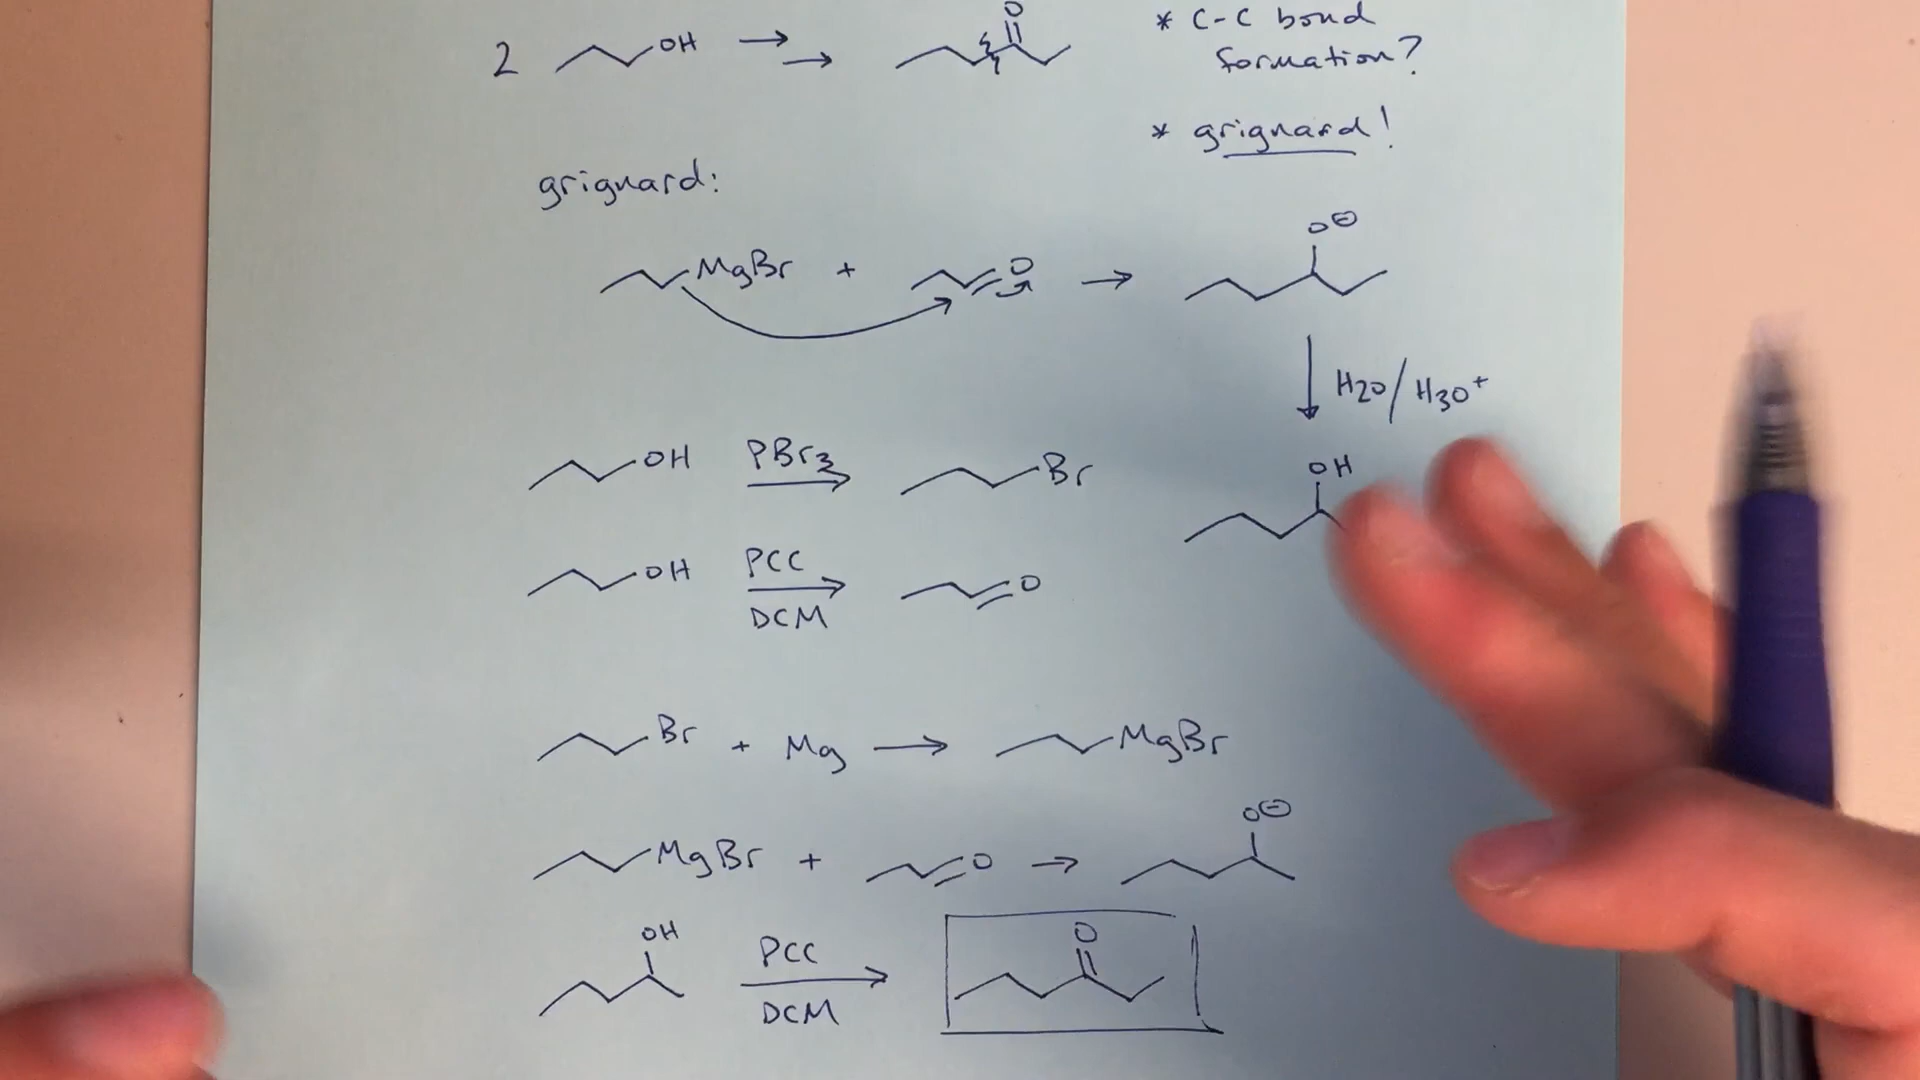 2 OH O * C-C bond
formation?
* grignard!
grignard:
O⊖
MgBr + O →
H2O/H3O+
OH PBr3 Br
OH
OH PCC O
DCM
Br + Mg → MgBr
O⊖
MgBr + O →
OH PCC O
DCM